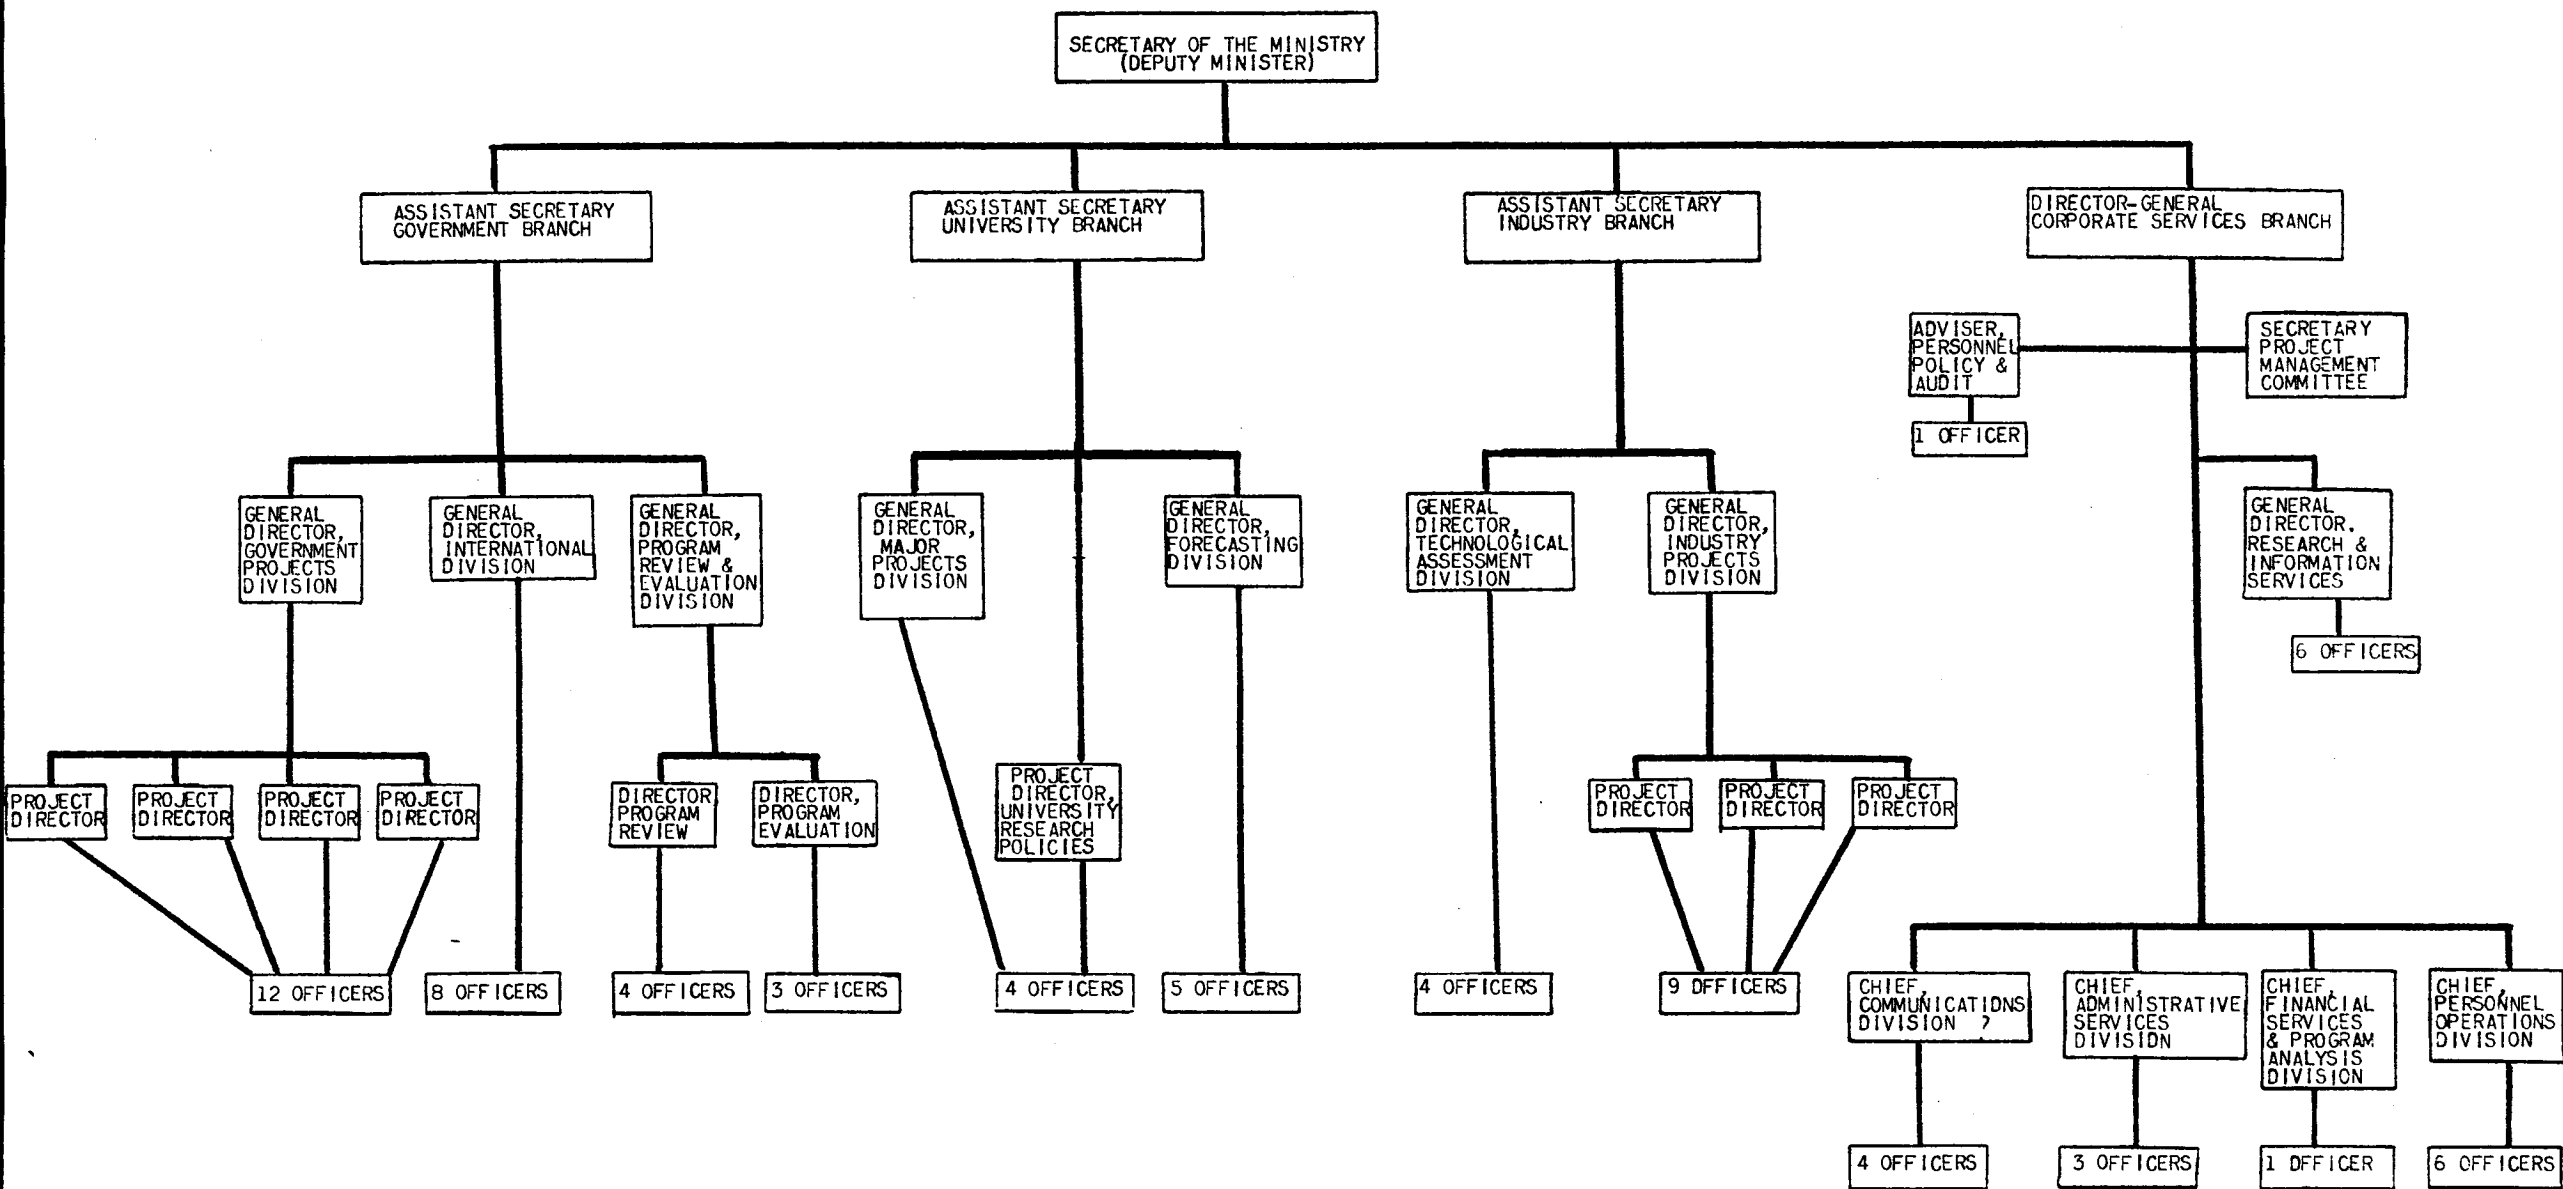 SECRETARY OF THE MINISTRY
(DEPUTY MINISTER)
ASSISTANT SECRETARY
GOVERNMENT BRANCH
ASSISTANT SECRETARY
UNIVERSITY BRANCH
ASSISTANT SECRETARY
INDUSTRY BRANCH
DIRECTOR-GENERAL
CORPORATE SERVICES BRANCH
ADVISER,
PERSONNEL
POLICY &
AUDIT
SECRETARY
PROJECT
MANAGEMENT
COMMITTEE
1 OFFICER
GENERAL
DIRECTOR,
GOVERNMENT
PROJECTS
DIVISION
GENERAL
DIRECTOR,
INTERNATIONAL
DIVISION
GENERAL
DIRECTOR,
PROGRAM
REVIEW &
EVALUATION
DIVISION
GENERAL
DIRECTOR,
MAJOR
PROJECTS
DIVISION
GENERAL
DIRECTOR,
FORECASTING
DIVISION
GENERAL
DIRECTOR,
TECHNOLOGICAL
ASSESSMENT
DIVISION
GENERAL
DIRECTOR,
INDUSTRY
PROJECTS
DIVISION
GENERAL
DIRECTOR.
RESEARCH &
INFORMATION
SERVICES
6 OFFICERS
PROJECT
DIRECTOR
PROJECT
DIRECTOR
PROJECT
DIRECTOR
PROJECT
DIRECTOR
DIRECTOR
PROGRAM
REVIEW
DIRECTOR,
PROGRAM
EVALUATION
PROJECT
DIRECTOR,
UNIVERSITY
RESEARCH
POLICIES
PROJECT
DIRECTOR
PROJECT
DIRECTOR
PROJECT
DIRECTOR
12 OFFICERS
8 OFFICERS
4 OFFICERS
3 OFFICERS
4 OFFICERS
5 OFFICERS
4 OFFICERS
9 OFFICERS
CHIEF,
COMMUNICATIONS
DIVISION ?
CHIEF,
ADMINISTRATIVE
SERVICES
DIVISION
CHIEF,
FINANCIAL
SERVICES
& PROGRAM
ANALYSIS
DIVISION
CHIEF,
PERSONNEL
OPERATIONS
DIVISION
4 OFFICERS
3 OFFICERS
1 OFFICER
6 OFFICERS